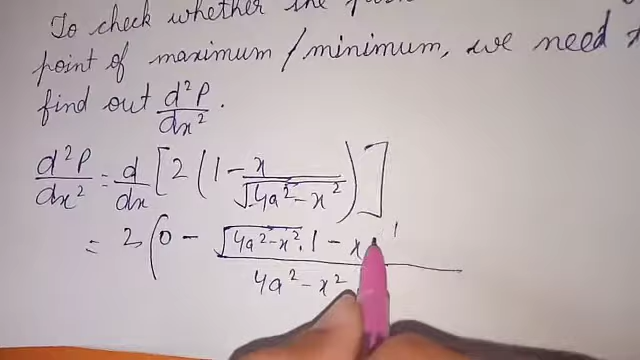 To check whether the
point of maximum/minimum, we need
find out d²P/dx².
d²P/dx² = d/dx [2(1 - x/√(4a²-x²))]
= 2(0 - (√(4a²-x²).1 - x 1)/(4a²-x²